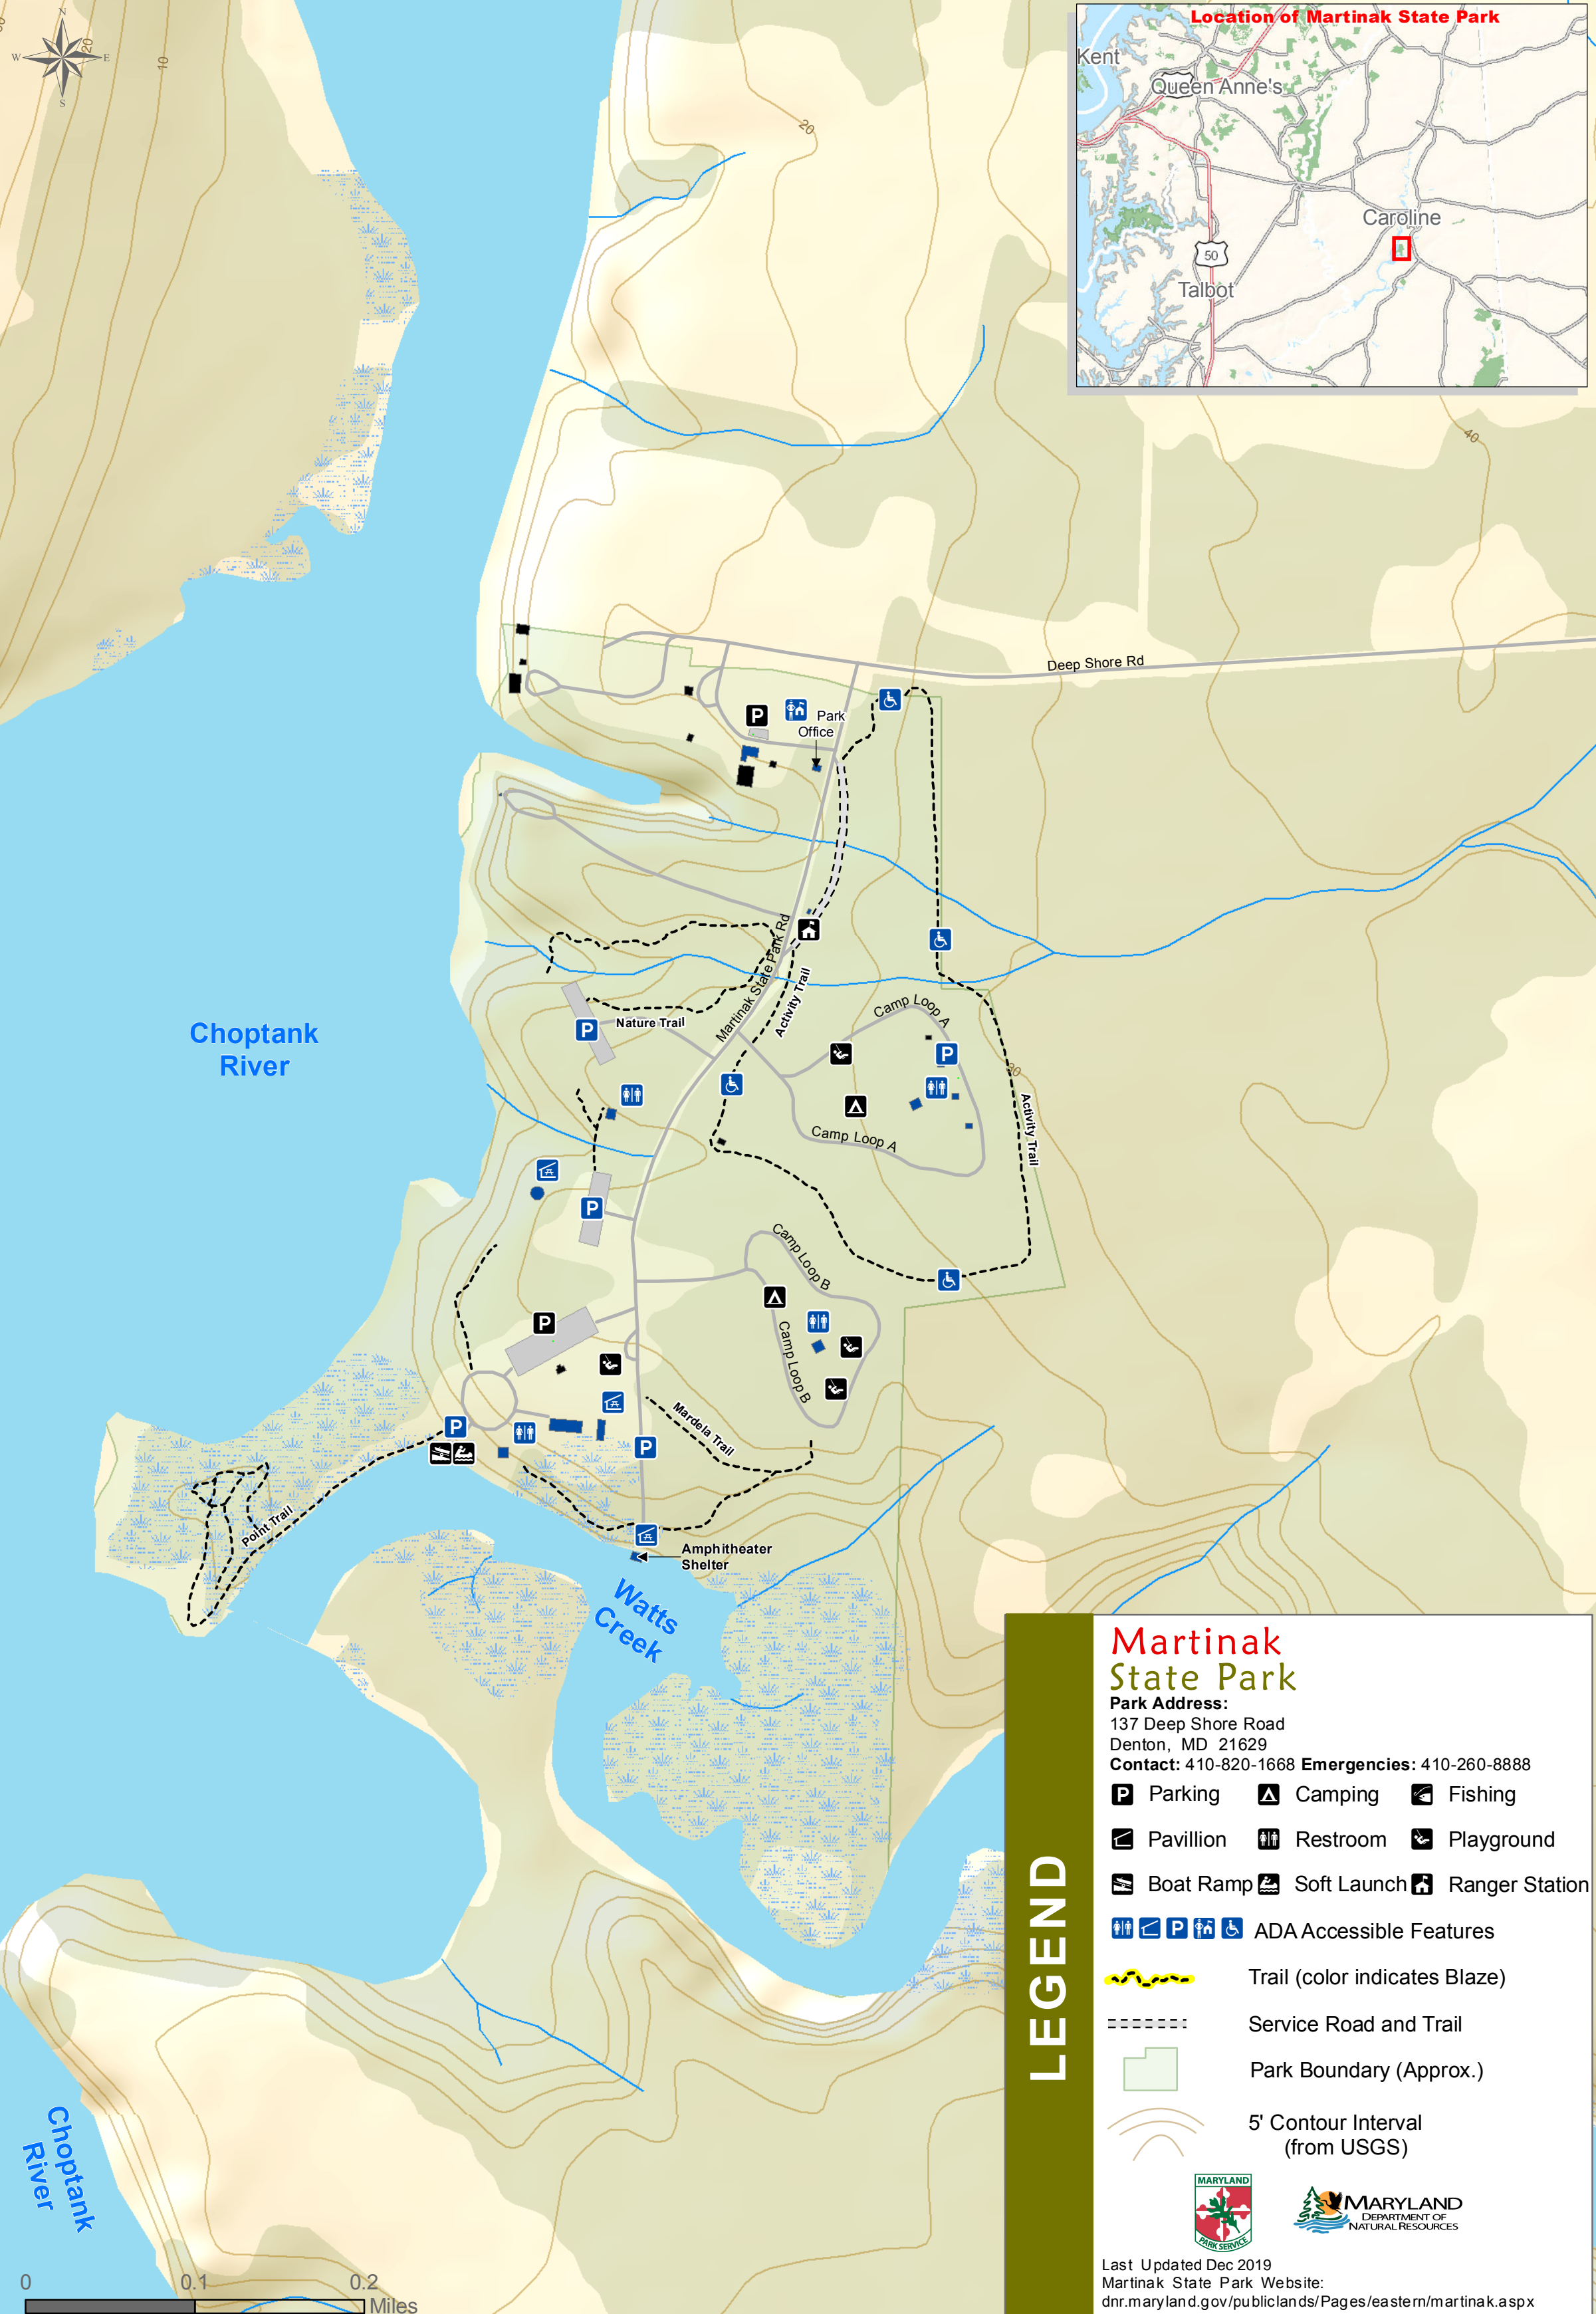 N
W
E
S
20
10
20
40
20
Location of Martinak State Park
Kent
Queen Anne's
Caroline
50
Talbot
Deep Shore Rd
P
Park
Office
Martinak State Park Rd
Activity Trail
Nature Trail
P
Camp Loop A
P
Camp Loop A
Activity Trail
P
Camp Loop B
Camp Loop B
P
Mardela Trail
P
P
Point Trail
Amphitheater
Shelter
Choptank
River
Watts
Creek
Choptank
River
0
0.1
0.2
Miles
LEGEND
Martinak
State Park
Park Address:
137 Deep Shore Road
Denton, MD 21629
Contact: 410-820-1668 Emergencies: 410-260-8888
P Parking
Camping
Fishing
Pavillion
Restroom
Playground
Boat Ramp
Soft Launch
Ranger Station
P ADA Accessible Features
Trail (color indicates Blaze)
Service Road and Trail
Park Boundary (Approx.)
5' Contour Interval
(from USGS)
MARYLAND
PARK SERVICE
MARYLAND
DEPARTMENT OF
NATURAL RESOURCES
Last Updated Dec 2019
Martinak State Park Website:
dnr.maryland.gov/publiclands/Pages/eastern/martinak.aspx